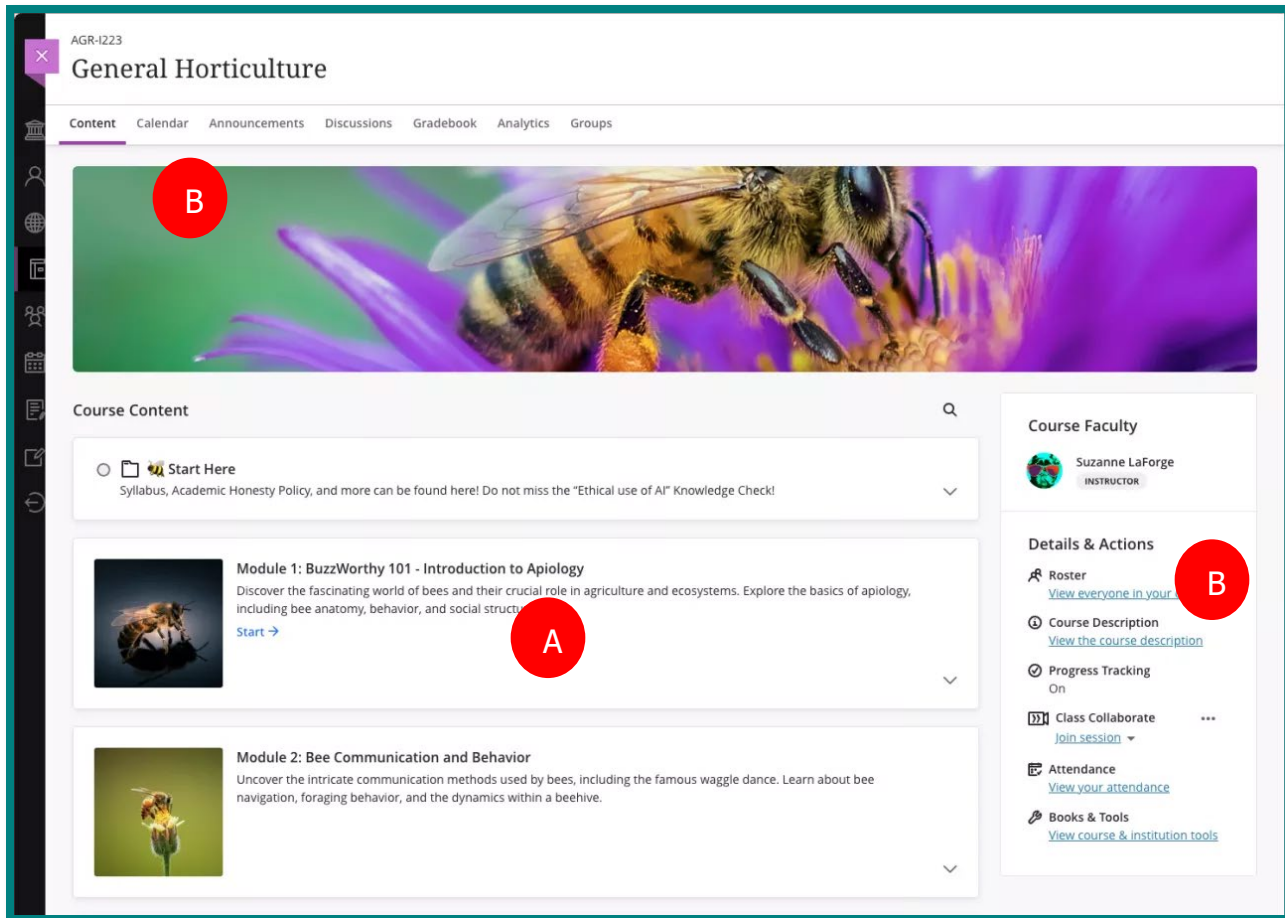 AGR-I223
General Horticulture
Content Calendar Announcements Discussions Gradebook Analytics Groups
B
Course Content
🐝 Start Here
Syllabus, Academic Honesty Policy, and more can be found here! Do not miss the “Ethical use of AI” Knowledge Check!
Module 1: BuzzWorthy 101 - Introduction to Apiology
Discover the fascinating world of bees and their crucial role in agriculture and ecosystems. Explore the basics of apiology,
including bee anatomy, behavior, and social
Start →
A
Module 2: Bee Communication and Behavior
Uncover the intricate communication methods used by bees, including the famous waggle dance. Learn about bee
navigation, foraging behavior, and the dynamics within a beehive.
Course Faculty
Suzanne LaForge
INSTRUCTOR
Details & Actions
Roster
View everyone in your
B
Course Description
View the course description
Progress Tracking
On
Class Collaborate
Join session
Attendance
View your attendance
Books & Tools
View course & institution tools